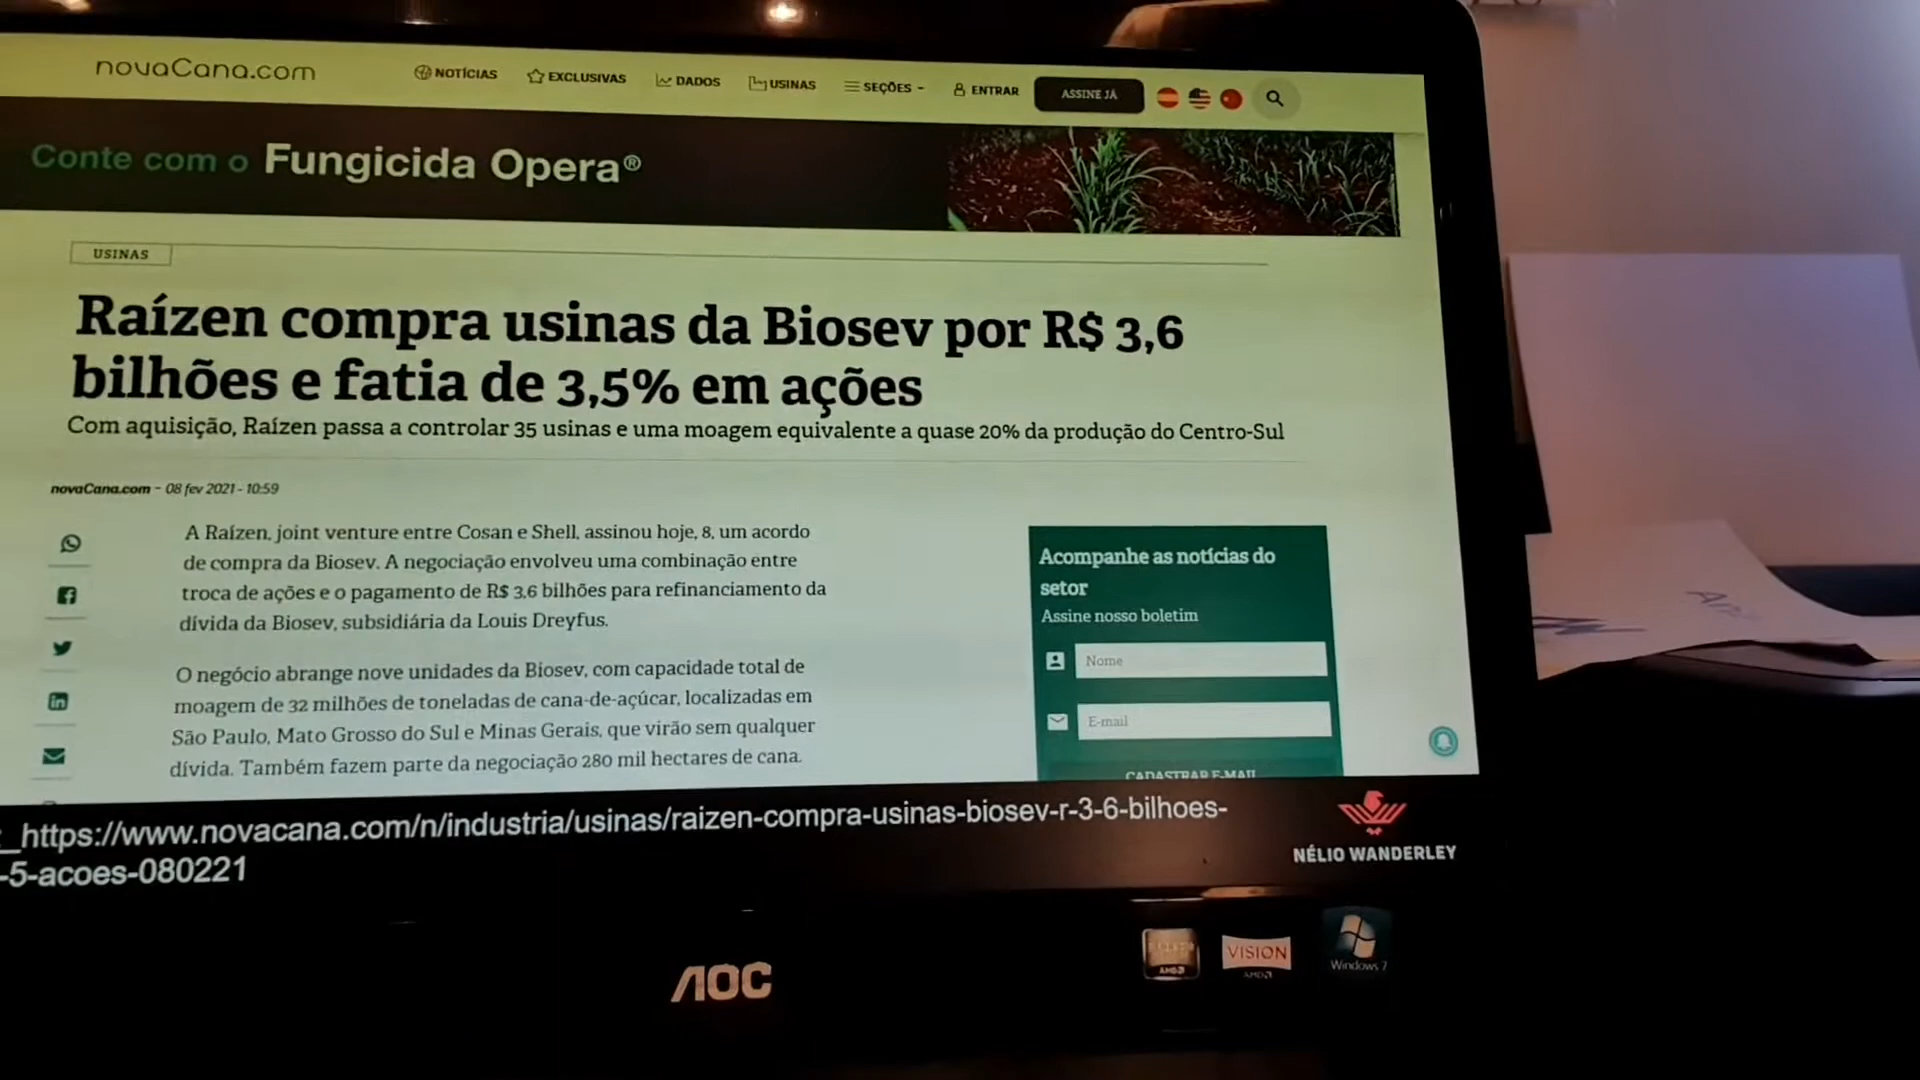 novaCana.com
NOTÍCIAS
EXCLUSIVAS
DADOS
USINAS
SEÇÕES
ENTRAR
ASSINE JÁ
Conte com o Fungicida Opera®
USINAS
Raízen compra usinas da Biosev por R$ 3,6
bilhões e fatia de 3,5% em ações
Com aquisição, Raízen passa a controlar 35 usinas e uma moagem equivalente a quase 20% da produção do Centro-Sul
novaCana.com - 08 fev 2021 - 10:59
A Raízen, joint venture entre Cosan e Shell, assinou hoje, 8, um acordo
de compra da Biosev. A negociação envolveu uma combinação entre
troca de ações e o pagamento de R$ 3,6 bilhões para refinanciamento da
dívida da Biosev, subsidiária da Louis Dreyfus.
O negócio abrange nove unidades da Biosev, com capacidade total de
moagem de 32 milhões de toneladas de cana-de-açúcar, localizadas em
São Paulo, Mato Grosso do Sul e Minas Gerais, que virão sem qualquer
dívida. Também fazem parte da negociação 280 mil hectares de cana.
Acompanhe as notícias do
setor
Assine nosso boletim
Nome
E-mail
CADASTRAR E-MAIL
_https://www.novacana.com/n/industria/usinas/raizen-compra-usinas-biosev-r-3-6-bilhoes-
-5-acoes-080221
NÉLIO WANDERLEY
AOC
AMD
VISION
AMD
Windows 7